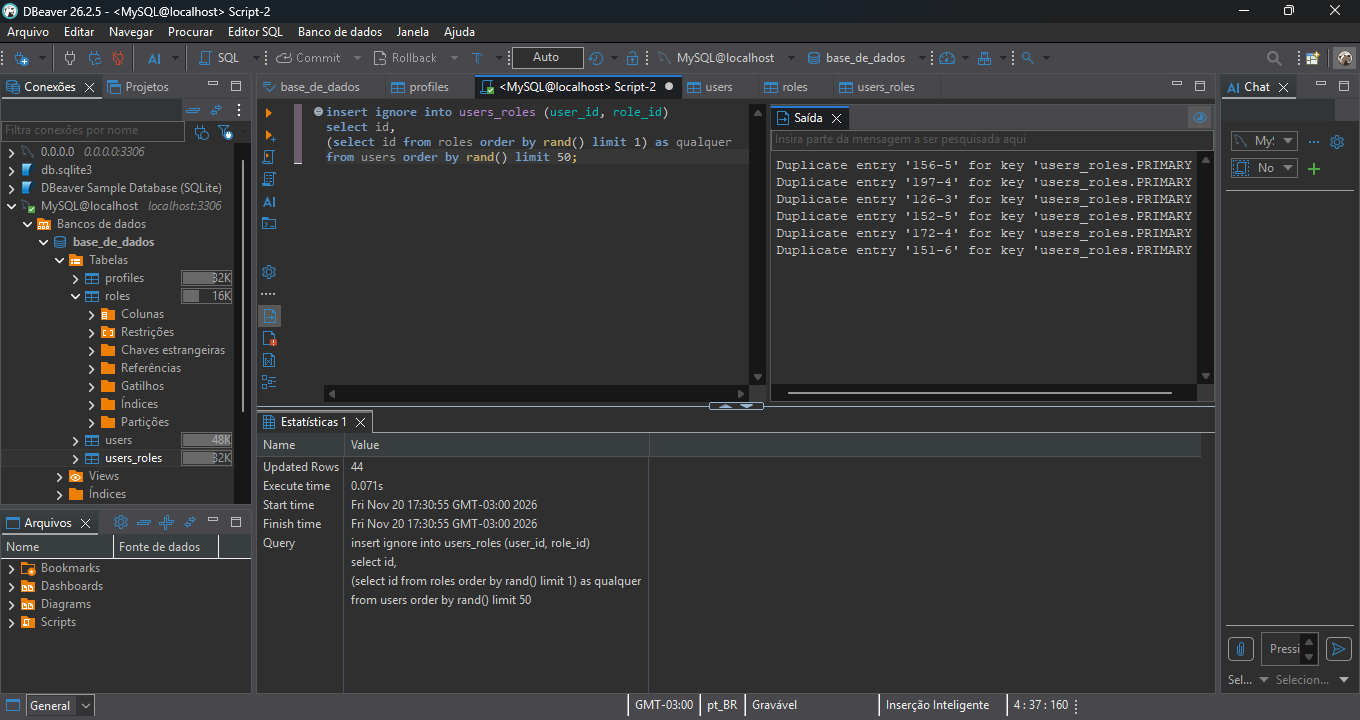 DBeaver 26.2.5 - <MySQL@localhost> Script-2
Arquivo Editar Navegar Procurar Editor SQL Banco de dados Janela Ajuda
AI SQL Commit Rollback T Auto MySQL@localhost base_de_dados
Conexões Projetos
Filtra conexões por nome
0.0.0.0 0.0.0.0:3306
db.sqlite3
DBeaver Sample Database (SQLite)
MySQL@localhost localhost:3306
Bancos de dados
base_de_dados
Tabelas
profiles 32K
roles 16K
Colunas
Restrições
Chaves estrangeiras
Referências
Gatilhos
Índices
Partições
users 48K
users_roles 32K
Views
Índices
Arquivos
Nome Fonte de dados
Bookmarks
Dashboards
Diagrams
Scripts
General
base_de_dados profiles <MySQL@localhost> Script-2 users roles users_roles
insert ignore into users_roles (user_id, role_id)
select id,
(select id from roles order by rand() limit 1) as qualquer
from users order by rand() limit 50;
AI
Saída
Insira parte da mensagem a ser pesquisada aqui
Duplicate entry '156-5' for key 'users_roles.PRIMARY
Duplicate entry '197-4' for key 'users_roles.PRIMARY
Duplicate entry '126-3' for key 'users_roles.PRIMARY
Duplicate entry '152-5' for key 'users_roles.PRIMARY
Duplicate entry '172-4' for key 'users_roles.PRIMARY
Duplicate entry '151-6' for key 'users_roles.PRIMARY
Estatísticas 1
Name Value
Updated Rows 44
Execute time 0.071s
Start time Fri Nov 20 17:30:55 GMT-03:00 2026
Finish time Fri Nov 20 17:30:55 GMT-03:00 2026
Query insert ignore into users_roles (user_id, role_id)
select id,
(select id from roles order by rand() limit 1) as qualquer
from users order by rand() limit 50
AI Chat
My:
No
Pressi
Sel... Selecion...
GMT-03:00 pt_BR Gravável Inserção Inteligente 4 : 37 : 160